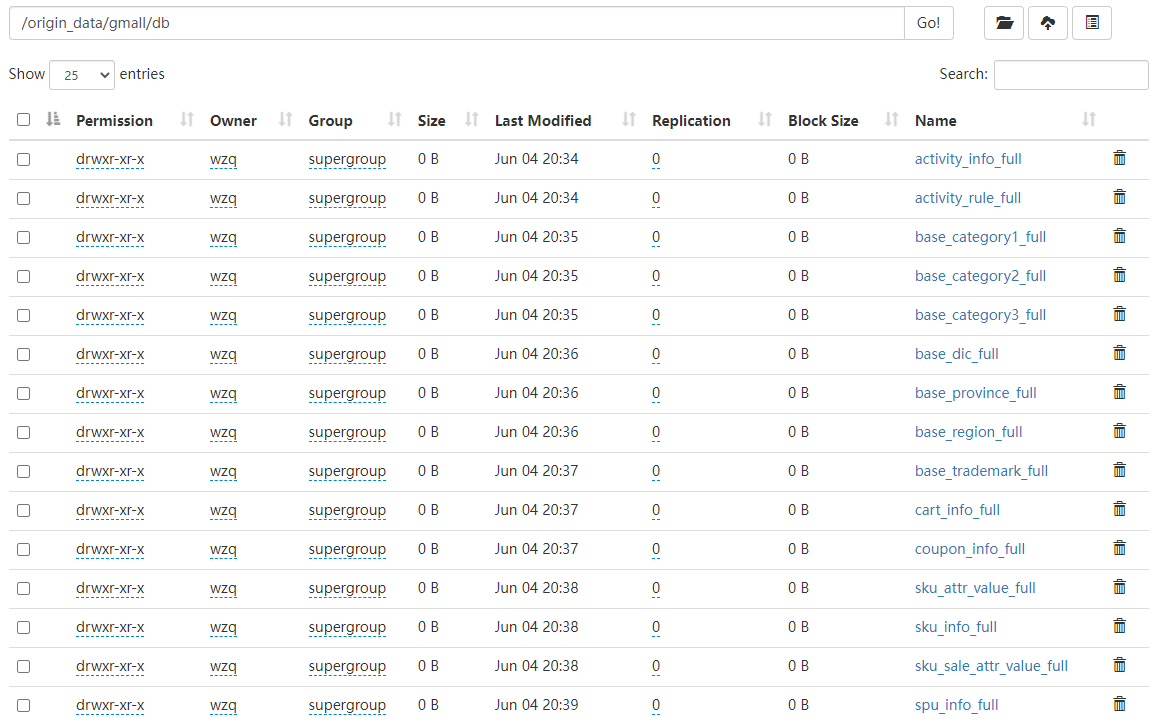 /origin_data/gmall/db Go!
Show 25 entries Search:
Permission Owner Group Size Last Modified Replication Block Size Name
drwxr-xr-x wzq supergroup 0 B Jun 04 20:34 0 0 B activity_info_full
drwxr-xr-x wzq supergroup 0 B Jun 04 20:34 0 0 B activity_rule_full
drwxr-xr-x wzq supergroup 0 B Jun 04 20:35 0 0 B base_category1_full
drwxr-xr-x wzq supergroup 0 B Jun 04 20:35 0 0 B base_category2_full
drwxr-xr-x wzq supergroup 0 B Jun 04 20:35 0 0 B base_category3_full
drwxr-xr-x wzq supergroup 0 B Jun 04 20:36 0 0 B base_dic_full
drwxr-xr-x wzq supergroup 0 B Jun 04 20:36 0 0 B base_province_full
drwxr-xr-x wzq supergroup 0 B Jun 04 20:36 0 0 B base_region_full
drwxr-xr-x wzq supergroup 0 B Jun 04 20:37 0 0 B base_trademark_full
drwxr-xr-x wzq supergroup 0 B Jun 04 20:37 0 0 B cart_info_full
drwxr-xr-x wzq supergroup 0 B Jun 04 20:37 0 0 B coupon_info_full
drwxr-xr-x wzq supergroup 0 B Jun 04 20:38 0 0 B sku_attr_value_full
drwxr-xr-x wzq supergroup 0 B Jun 04 20:38 0 0 B sku_info_full
drwxr-xr-x wzq supergroup 0 B Jun 04 20:38 0 0 B sku_sale_attr_value_full
drwxr-xr-x wzq supergroup 0 B Jun 04 20:39 0 0 B spu_info_full